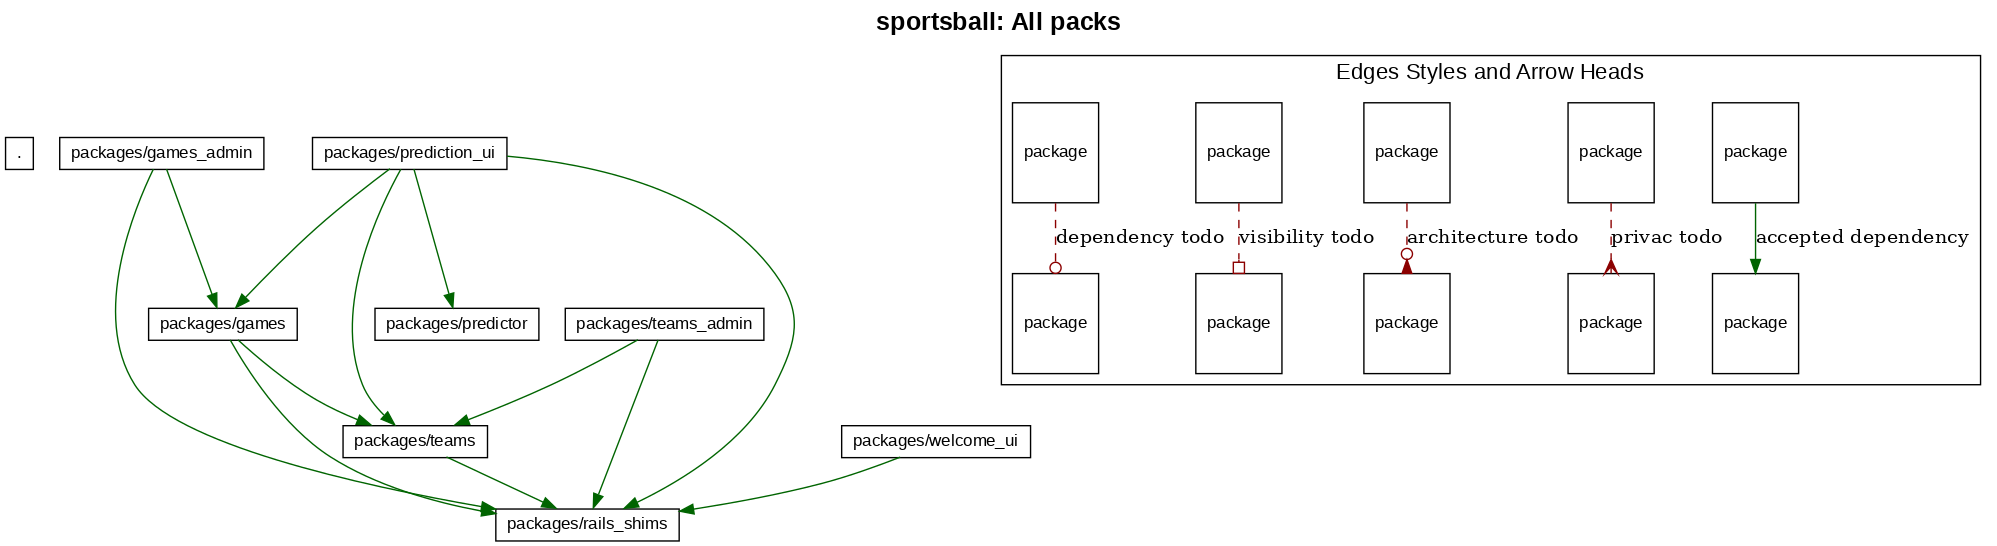 sportsball: All packs
Edges Styles and Arrow Heads
package
package
package
package
package
.
packages/games_admin
packages/prediction_ui
dependency todo
visibility todo
architecture todo
privac todo
accepted dependency
packages/games
packages/predictor
packages/teams_admin
package
package
package
package
package
packages/teams
packages/welcome_ui
packages/rails_shims